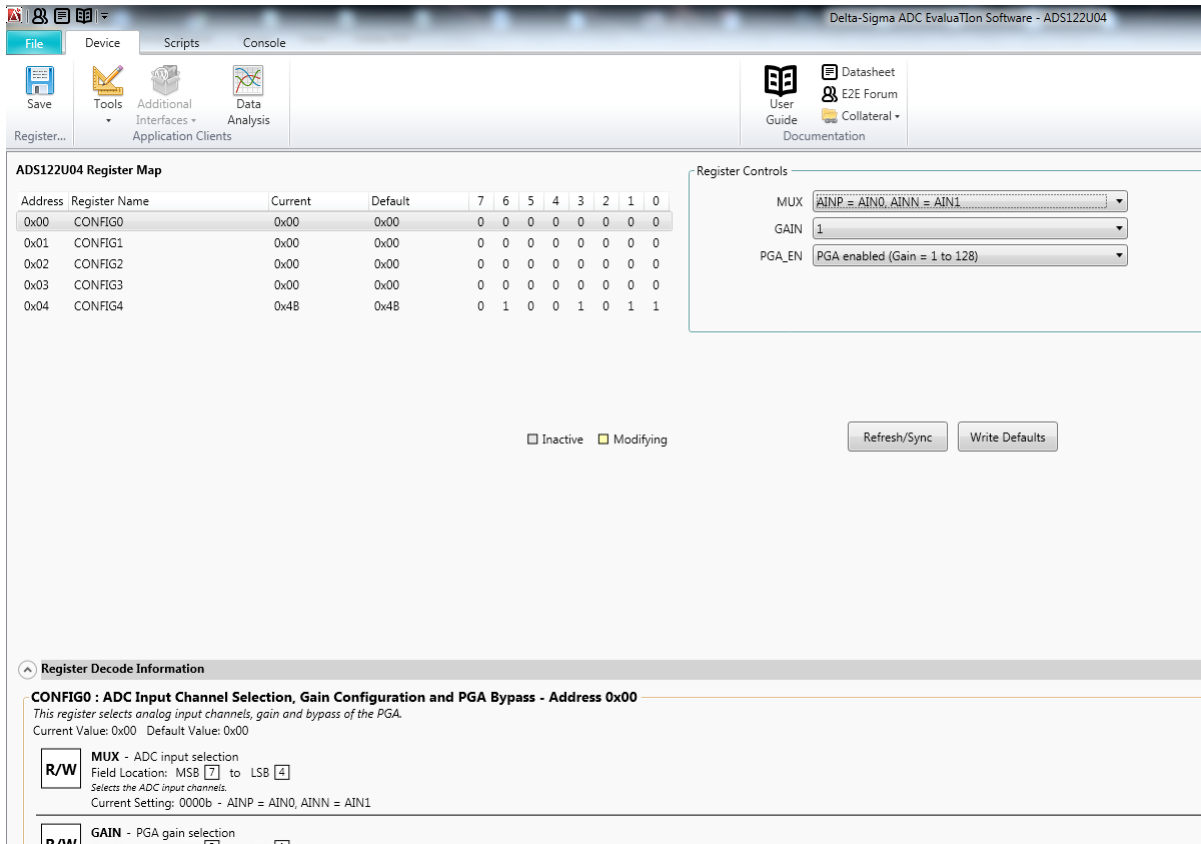 Delta-Sigma ADC EvaluaTIon Software - ADS122U04
File Device Scripts Console
Save Tools Additional Interfaces Data Analysis User Guide Datasheet
E2E Forum
Collateral
Register... Application Clients Documentation
ADS122U04 Register Map
Address Register Name Current Default 7 6 5 4 3 2 1 0
0x00 CONFIG0 0x00 0x00 0 0 0 0 0 0 0 0
0x01 CONFIG1 0x00 0x00 0 0 0 0 0 0 0 0
0x02 CONFIG2 0x00 0x00 0 0 0 0 0 0 0 0
0x03 CONFIG3 0x00 0x00 0 0 0 0 0 0 0 0
0x04 CONFIG4 0x4B 0x4B 0 1 0 0 1 0 1 1
Register Controls
MUX AINP = AIN0, AINN = AIN1
GAIN 1
PGA_EN PGA enabled (Gain = 1 to 128)
Inactive Modifying Refresh/Sync Write Defaults
Register Decode Information
CONFIG0 : ADC Input Channel Selection, Gain Configuration and PGA Bypass - Address 0x00
This register selects analog input channels, gain and bypass of the PGA.
Current Value: 0x00 Default Value: 0x00
R/W MUX - ADC input selection
Field Location: MSB 7 to LSB 4
Selects the ADC input channels.
Current Setting: 0000b - AINP = AIN0, AINN = AIN1
R/W GAIN - PGA gain selection